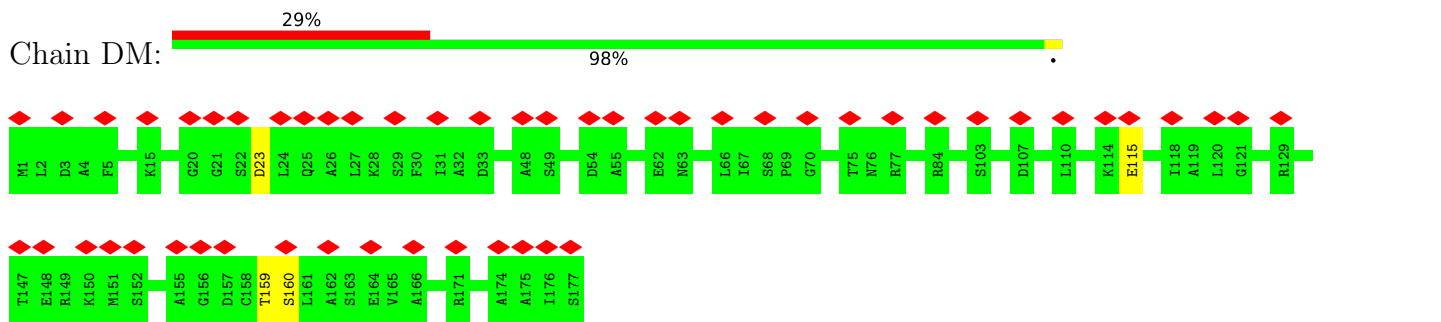 29%
Chain DM:
98%
•
M1 L2 D3 A4 F5 K15 G20 G21 S22 D23 L24 Q25 A26 L27 K28 S29 F30 I31 A32 D33 A48 S49 D54 A55 E62 N63 L66 I67 S68 P69 G70 T75 N76 R77 R84 S103 D107 L110 K114 E115 I118 A119 L120 G121 R129
T147 E148 R149 K150 M151 S152 A155 G156 D157 C158 T159 S160 L161 A162 S163 E164 V165 A166 R171 A174 A175 I176 S177